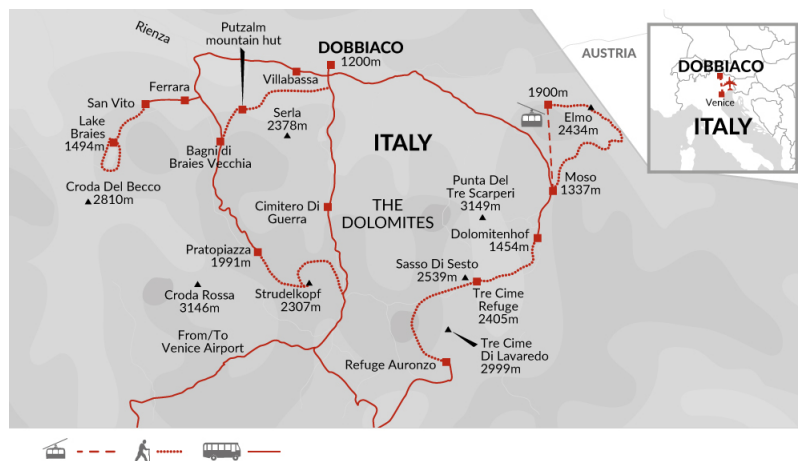 Rienza
Putzalm
mountain hut
DOBBIACO
1200m
AUSTRIA
DOBBIACO
Venice
ITALY
Villabassa
Ferrara
San Vito
Lake
Braies
1494m
Serla
2378m
1900m
Elmo
2434m
ITALY
Bagni di
Braies Vecchia
Croda Del Becco
2810m
Moso
1337m
Punta Del
Tre Scarperi
3149m
THE
DOLOMITES
Cimitero Di
Guerra
Dolomitenhof
1454m
Pratopiazza
1991m
Sasso Di Sesto
2539m
Croda Rossa
3146m
Strudelkopf
2307m
Tre Cime
Refuge
2405m
From/To
Venice Airport
Refuge Auronzo
Tre Cime
Di Lavaredo
2999m